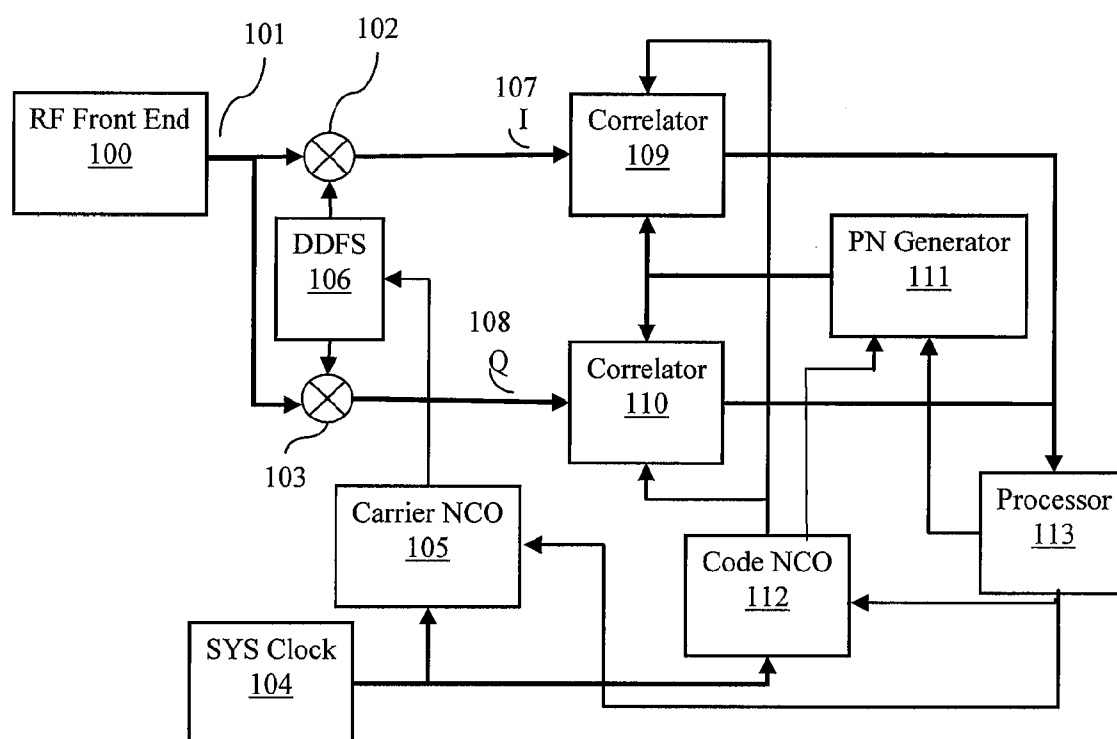 101
102
RF Front End
100
107
I
Correlator
109
DDFS
106
PN Generator
111
108
Q
Correlator
110
103
Carrier NCO
105
Processor
113
Code NCO
112
SYS Clock
104